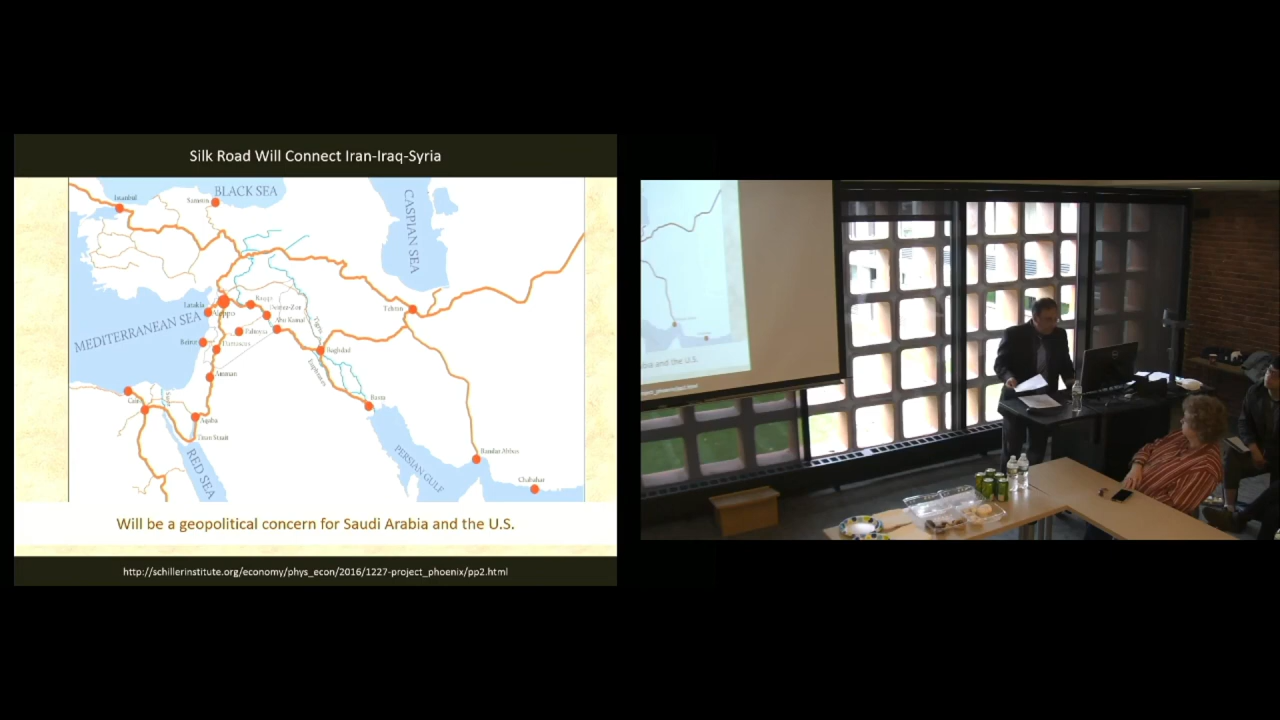 Silk Road Will Connect Iran-Iraq-Syria
BLACK SEA
Istanbul
Samsun
CASPIAN SEA
Latakia
Aleppo
Raqqa
Abu Kamal
Tehran
MEDITERRANEAN SEA
Palmyra
Tigris
Beirut
Damascus
Baghdad
Euphrates
Amman
Cairo
Basra
Aqaba
Tiran Strait
RED SEA
PERSIAN GULF
Bandar Abbas
Chabahar
Will be a geopolitical concern for Saudi Arabia and the U.S.
http://schillerinstitute.org/economy/phys_econ/2016/1227-project_phoenix/pp2.html
and the U.S.